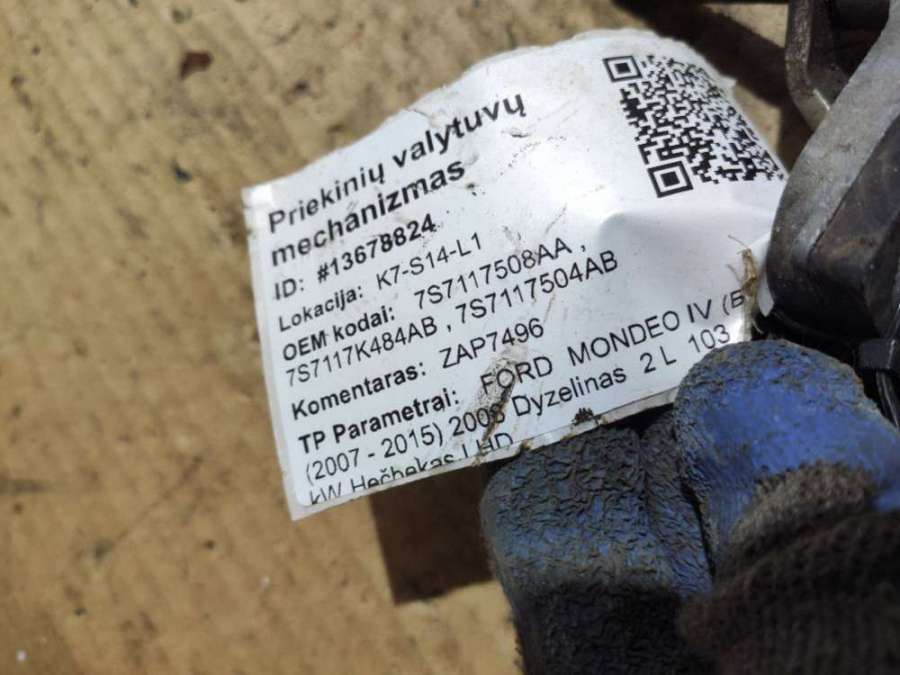 Priekinių valytuvų
mechanizmas
ID: #13678824
Lokacija: K7-S14-L1
OEM kodai: 7S7117508AA ,
7S7117K484AB , 7S7117504AB
Komentaras: ZAP7496
TP Parametrai: FORD MONDEO IV (B
(2007 - 2015) 2008 Dyzelinas 2 L 103
kW Hečbekas LHD